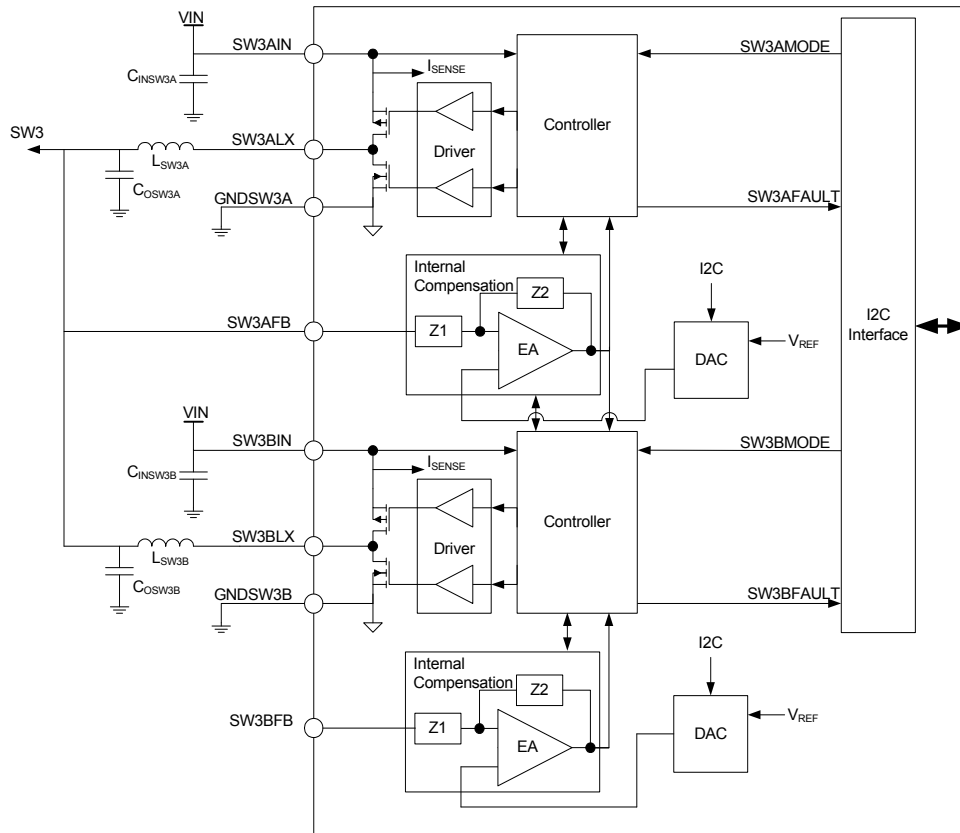 VIN
SW3AIN
SW3AMODE
CINSW3A
ISENSE
Controller
SW3
SW3ALX
LSW3A
Driver
COSW3A
GNDSW3A
SW3AFAULT
Internal
Compensation
I2C
Z2
SW3AFB
Z1
EA
DAC
VREF
I2C
Interface
VIN
SW3BIN
SW3BMODE
CINSW3B
ISENSE
Controller
SW3BLX
LSW3B
Driver
COSW3B
GNDSW3B
SW3BFAULT
Internal
Compensation
I2C
Z2
SW3BFB
Z1
EA
DAC
VREF